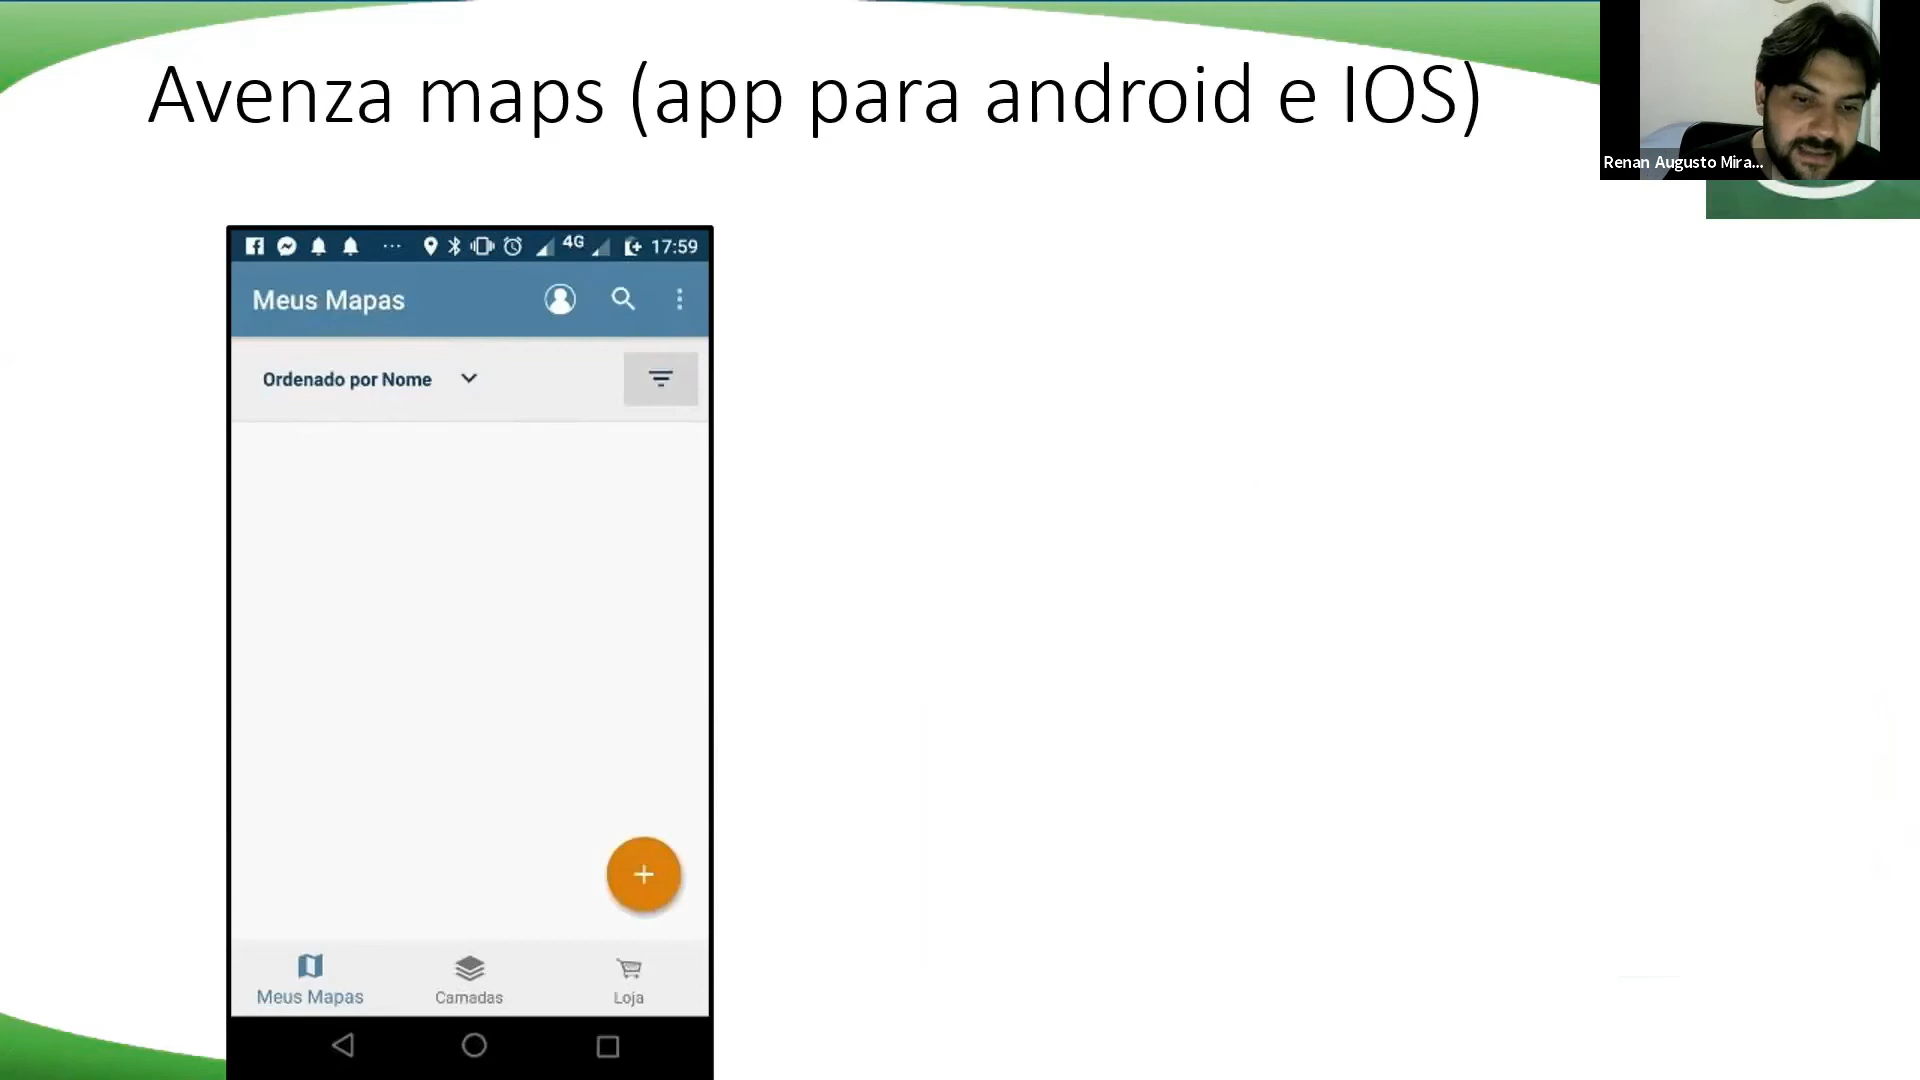 Avenza maps (app para android e IOS)
Renan Augusto Mira...
4G 17:59
Meus Mapas
Ordenado por Nome
Meus Mapas
Camadas
Loja